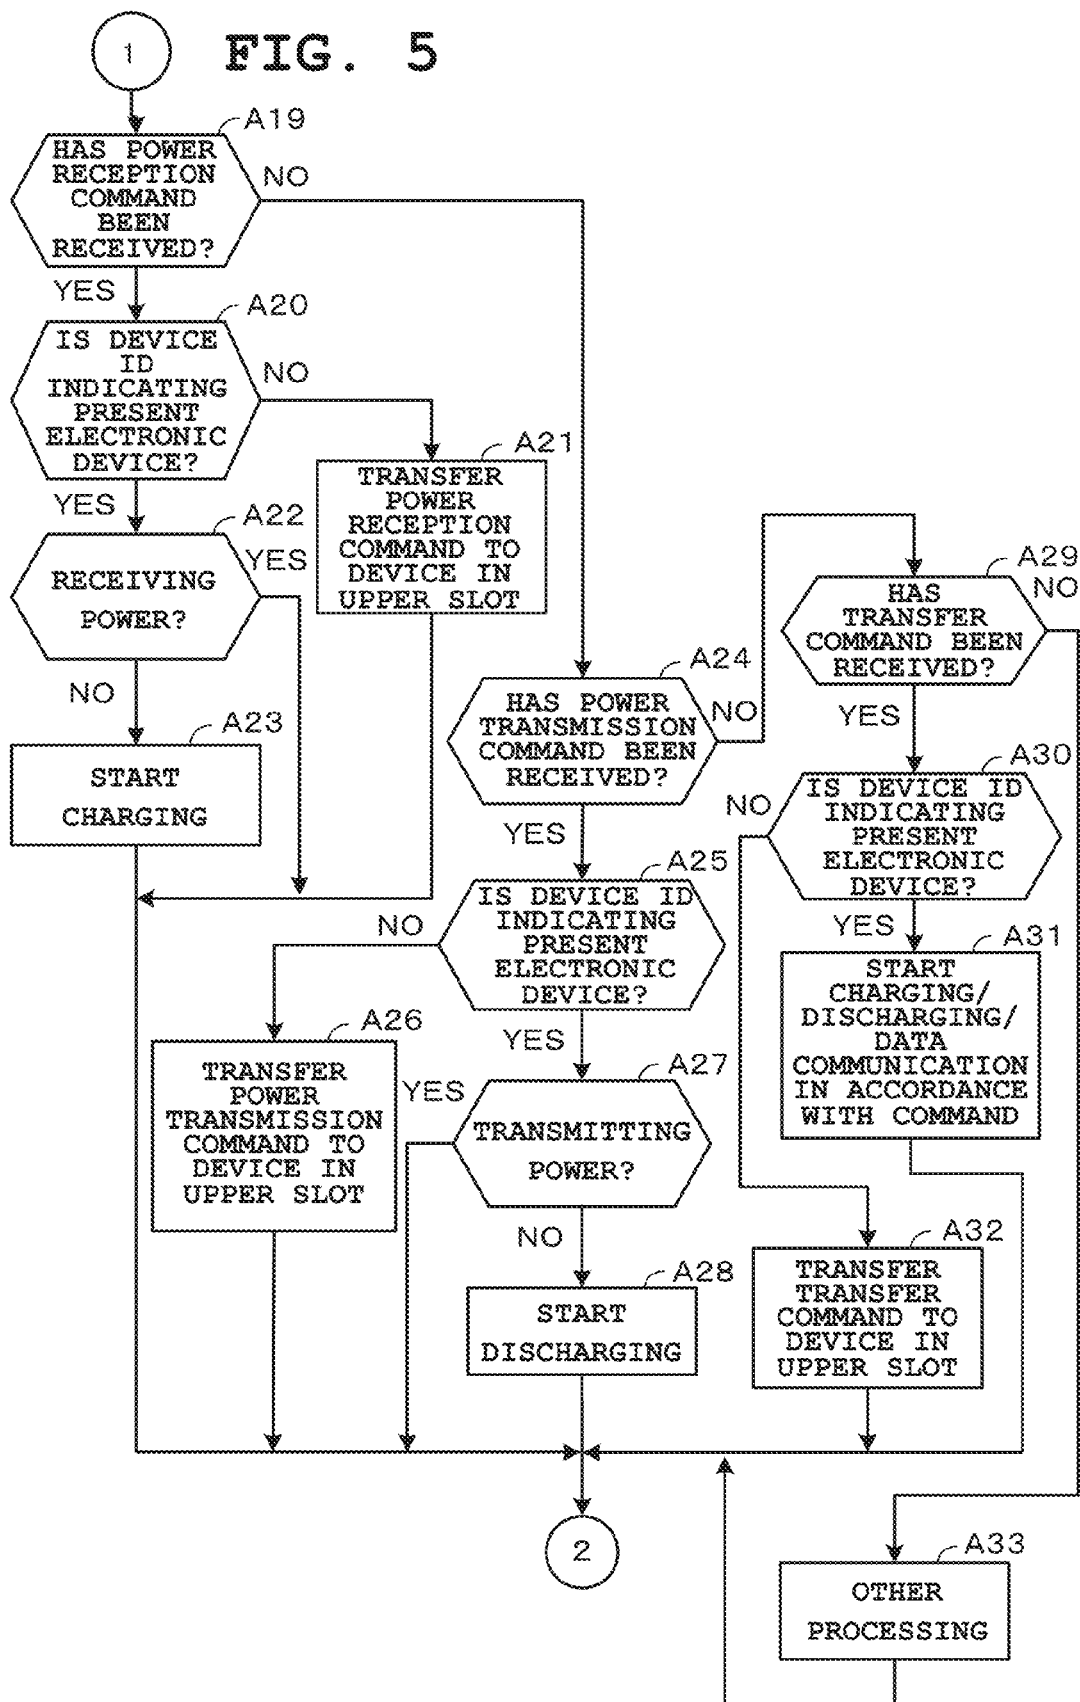 1
FIG. 5
A19
HAS POWER
RECEPTION
COMMAND
BEEN
RECEIVED?
NO
YES
A20
IS DEVICE
ID
INDICATING
PRESENT
ELECTRONIC
DEVICE?
NO
YES
A21
TRANSFER
POWER
RECEPTION
COMMAND TO
DEVICE IN
UPPER SLOT
A22
RECEIVING
POWER?
YES
NO
A23
START
CHARGING
A24
HAS POWER
TRANSMISSION
COMMAND BEEN
RECEIVED?
NO
YES
A25
IS DEVICE ID
INDICATING
PRESENT
ELECTRONIC
DEVICE?
NO
YES
A26
TRANSFER
POWER
TRANSMISSION
COMMAND TO
DEVICE IN
UPPER SLOT
A27
TRANSMITTING
POWER?
YES
NO
A28
START
DISCHARGING
A29
HAS
TRANSFER
COMMAND BEEN
RECEIVED?
NO
YES
A30
IS DEVICE ID
INDICATING
PRESENT
ELECTRONIC
DEVICE?
NO
YES
A31
START
CHARGING/
DISCHARGING/
DATA
COMMUNICATION
IN ACCORDANCE
WITH COMMAND
A32
TRANSFER
TRANSFER
COMMAND TO
DEVICE IN
UPPER SLOT
2
A33
OTHER
PROCESSING